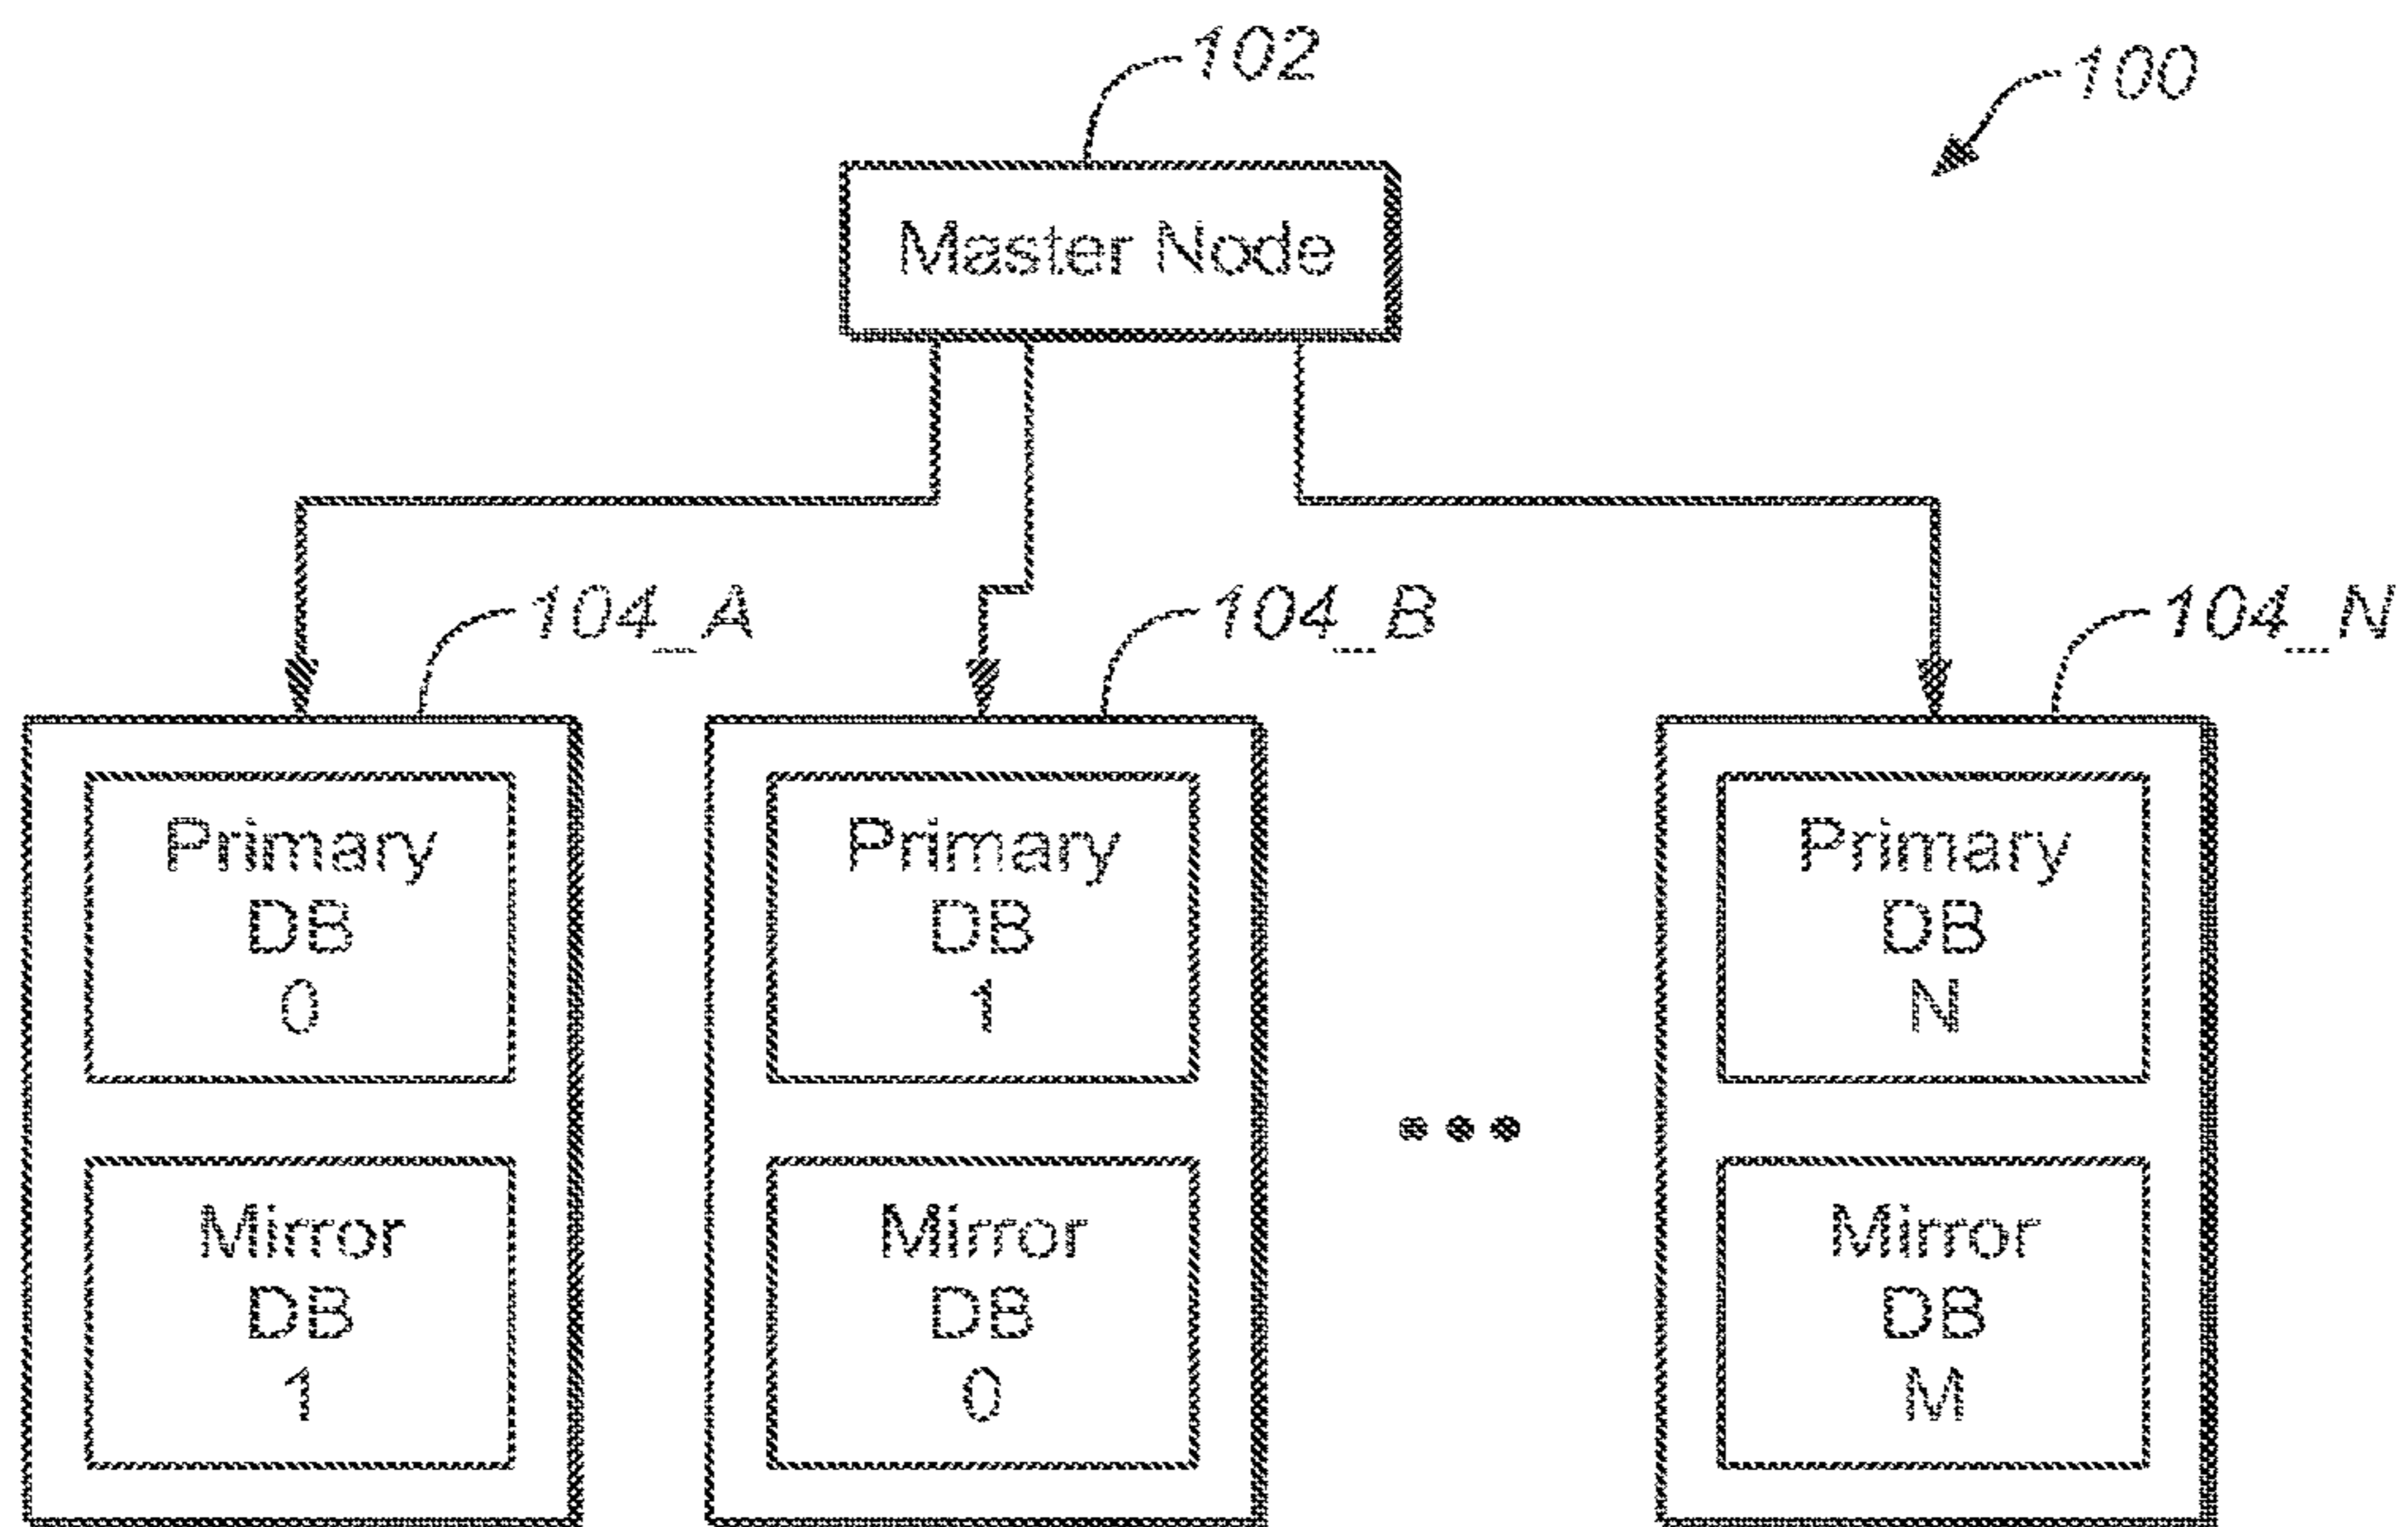 102
100
Master Node
104_A
104_B
104_N
Primary
DB
0
Primary
DB
1
Primary
DB
N
Mirror
DB
1
Mirror
DB
0
Mirror
DB
M